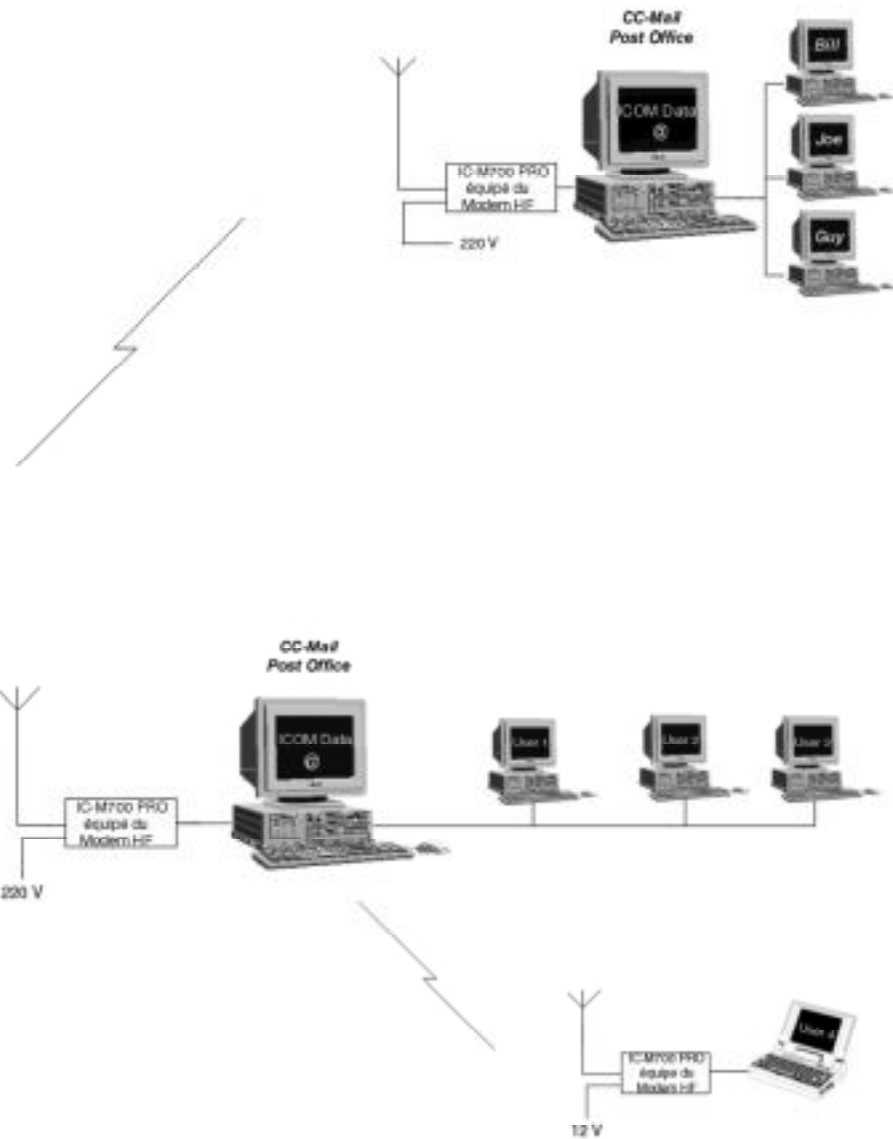 CC-Mail
Post Office
Bill
ICOM Data
@
Joe
IC-M700 PRO
équipé du
Modem HF
Guy
220 V
CC-Mail
Post Office
ICOM Data
@
User 1
User 2
User 3
IC-M700 PRO
équipé du
Modem HF
220 V
User 4
IC-M700 PRO
équipé du
Modem HF
12 V